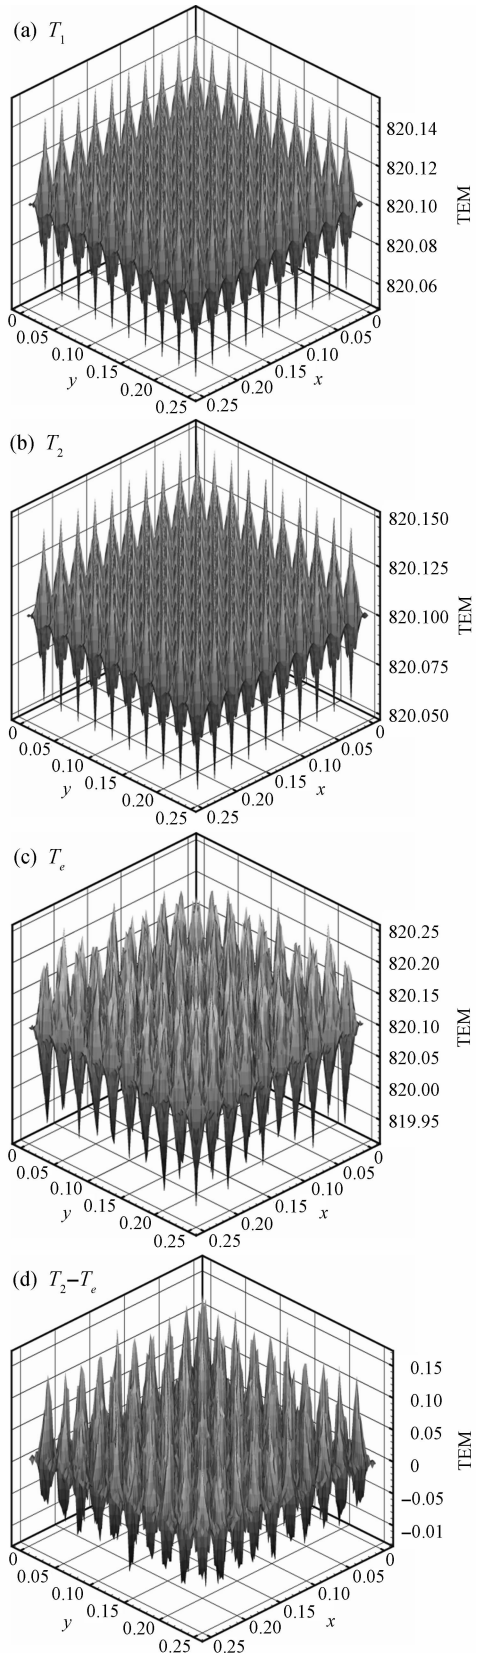 (a) T1
820.14
820.12
820.10
820.08
820.06
TEM
0 0.05 0.10 0.15 0.20 0.25
y
0.25 0.20 0.15 0.10 0.05 0
x
(b) T2
820.150
820.125
820.100
820.075
820.050
TEM
0 0.05 0.10 0.15 0.20 0.25
y
0.25 0.20 0.15 0.10 0.05 0
x
(c) Te
820.25
820.20
820.15
820.10
820.05
820.00
819.95
TEM
0 0.05 0.10 0.15 0.20 0.25
y
0.25 0.20 0.15 0.10 0.05 0
x
(d) T2−Te
0.15
0.10
0.05
0
−0.05
−0.01
TEM
0 0.05 0.10 0.15 0.20 0.25
y
0.25 0.20 0.15 0.10 0.05 0
x